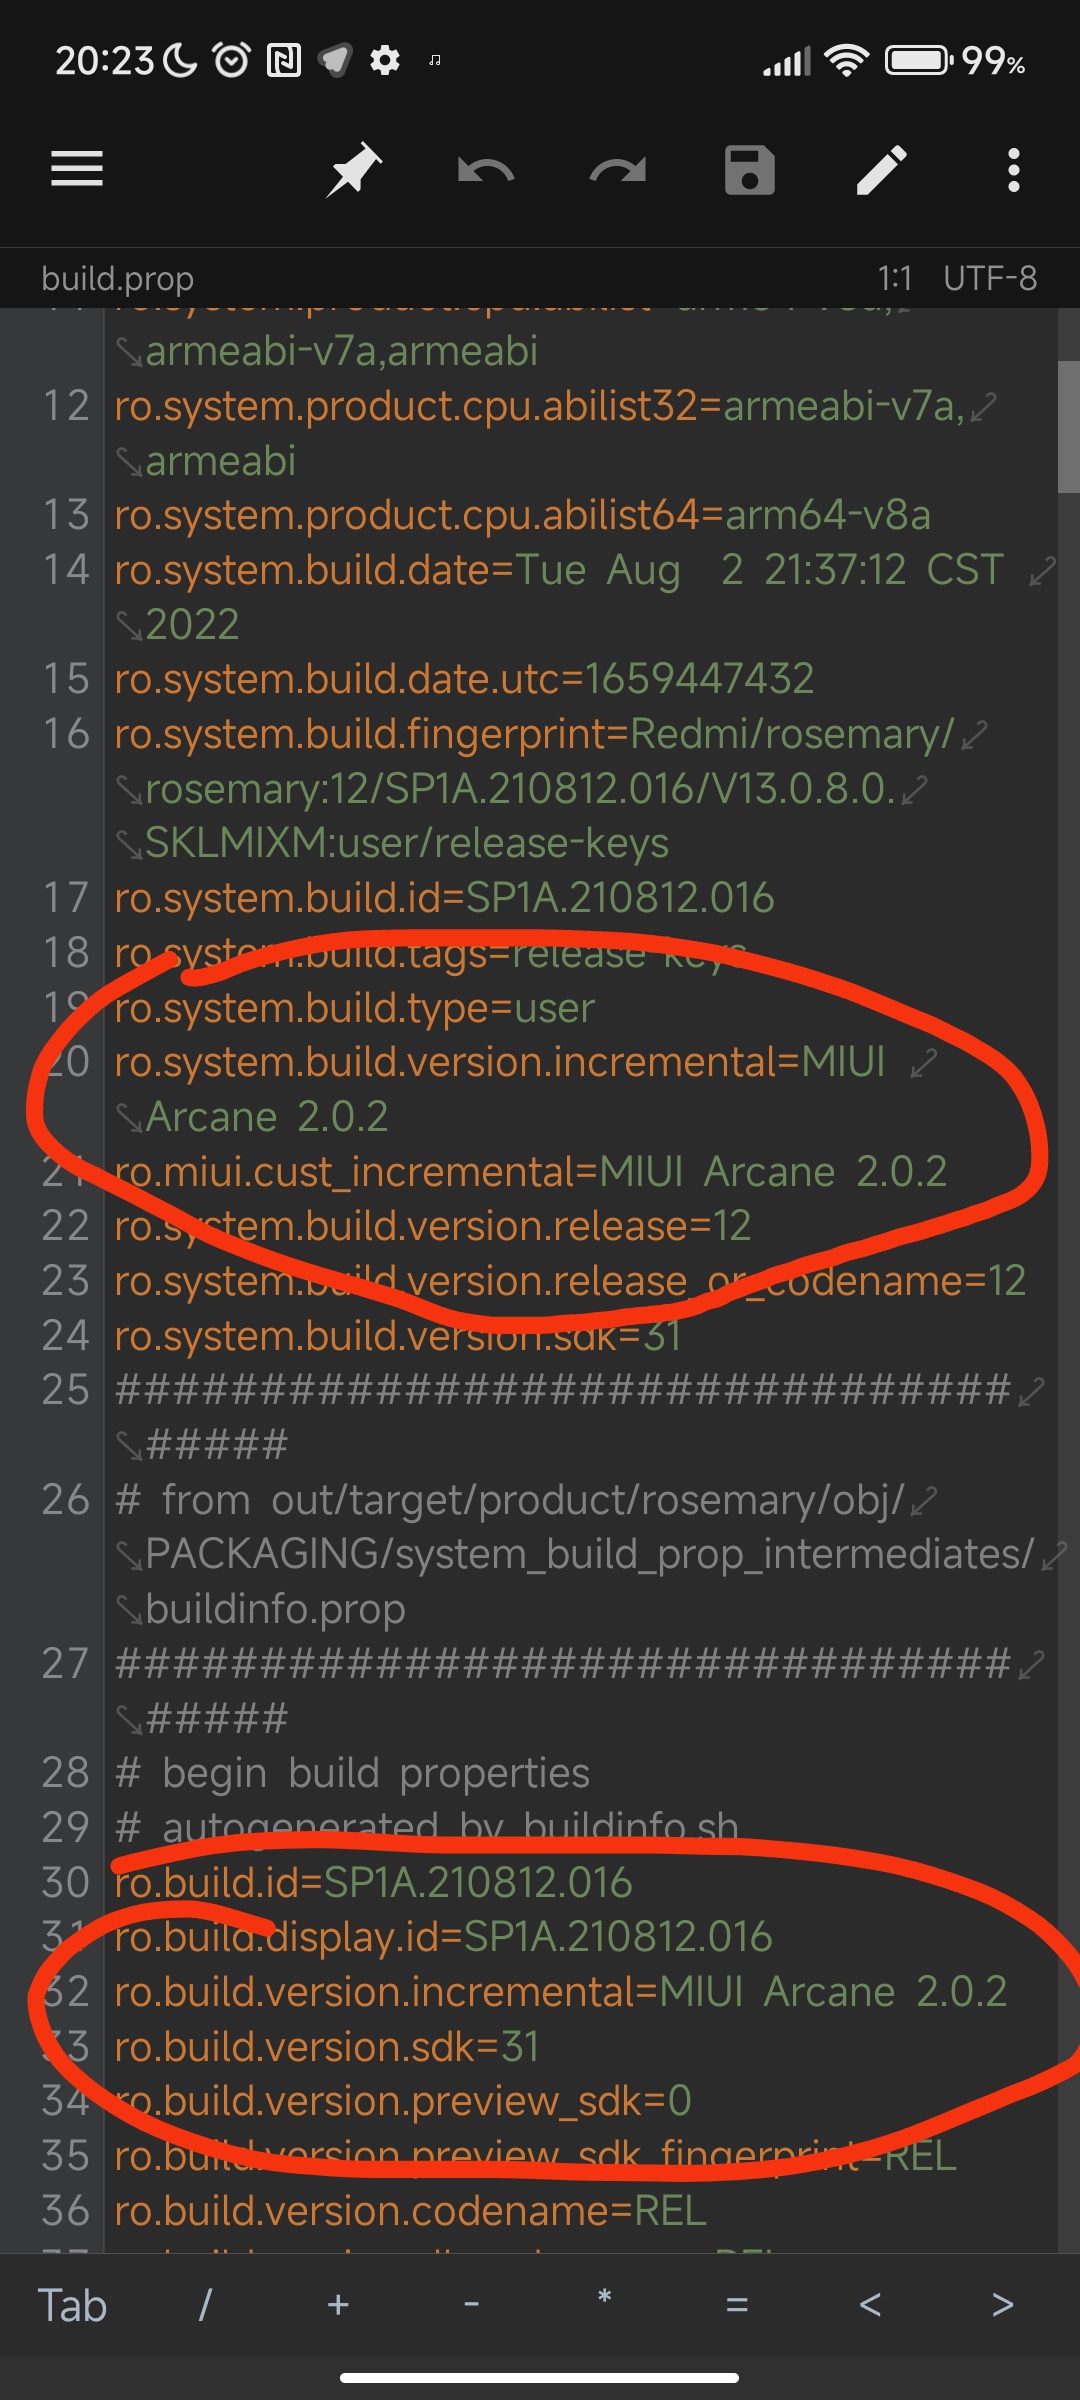 20:23 99%
build.prop 1:1 UTF-8
armeabi-v7a,armeabi
12 ro.system.product.cpu.abilist32=armeabi-v7a,
armeabi
13 ro.system.product.cpu.abilist64=arm64-v8a
14 ro.system.build.date=Tue Aug  2 21:37:12 CST
2022
15 ro.system.build.date.utc=1659447432
16 ro.system.build.fingerprint=Redmi/rosemary/
rosemary:12/SP1A.210812.016/V13.0.8.0.
SKLMIXM:user/release-keys
17 ro.system.build.id=SP1A.210812.016
18 ro.system.build.tags=release-keys
19 ro.system.build.type=user
20 ro.system.build.version.incremental=MIUI
Arcane 2.0.2
21 ro.miui.cust_incremental=MIUI Arcane 2.0.2
22 ro.system.build.version.release=12
23 ro.system.build.version.release_or_codename=12
24 ro.system.build.version.sdk=31
25 ###############################
#####
26 # from out/target/product/rosemary/obj/
PACKAGING/system_build_prop_intermediates/
buildinfo.prop
27 ###############################
#####
28 # begin build properties
29 # autogenerated by buildinfo.sh
30 ro.build.id=SP1A.210812.016
31 ro.build.display.id=SP1A.210812.016
32 ro.build.version.incremental=MIUI Arcane 2.0.2
33 ro.build.version.sdk=31
34 ro.build.version.preview_sdk=0
35 ro.build.version.preview_sdk_fingerprint=REL
36 ro.build.version.codename=REL
Tab / + - * = < >